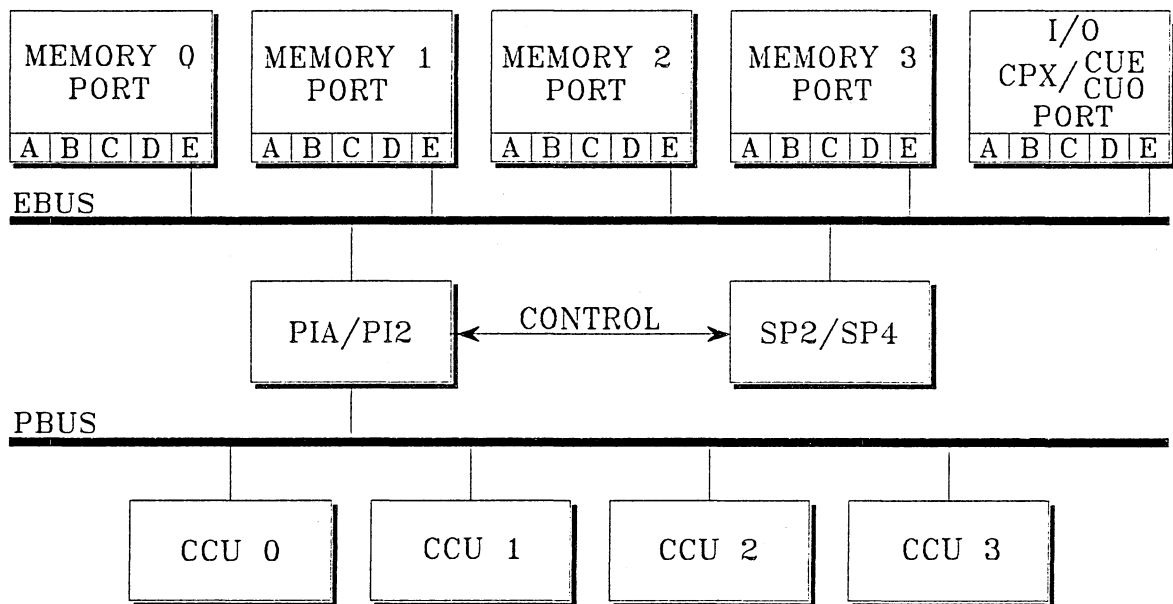 MEMORY 0
PORT
A B C D E
MEMORY 1
PORT
A B C D E
MEMORY 2
PORT
A B C D E
MEMORY 3
PORT
A B C D E
I/O
CPX/CUE
CUO
PORT
A B C D E
EBUS
PIA/PI2
CONTROL
SP2/SP4
PBUS
CCU 0
CCU 1
CCU 2
CCU 3